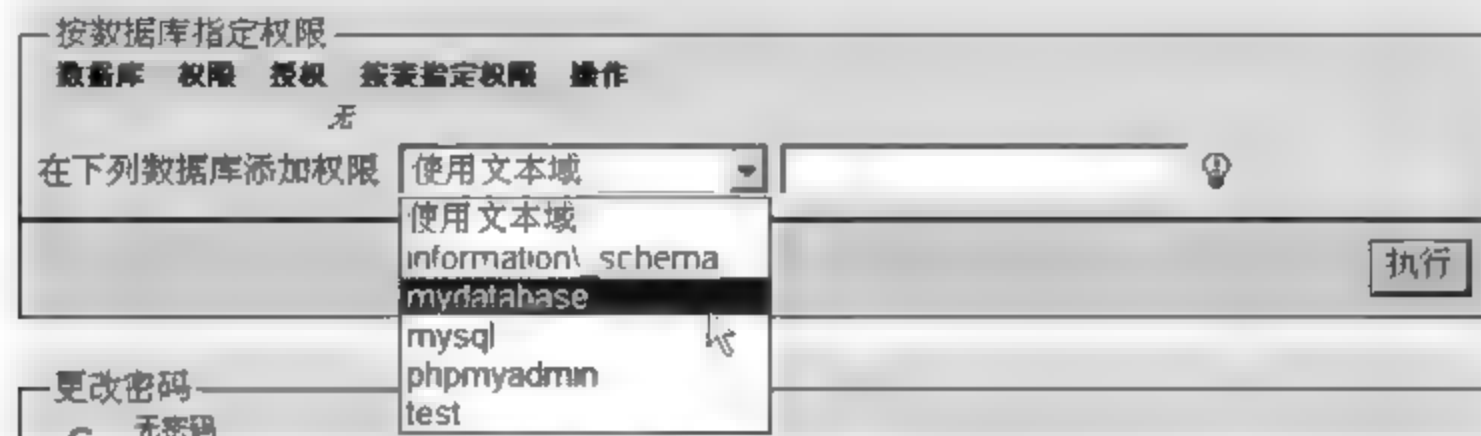 按数据库指定权限
数据库 权限 授权 按表指定权限 操作
无
在下列数据库添加权限 使用文本域
使用文本域
information\_schema
执行
mydatabase
mysql
phpmyadmin
更改密码
test
无密码